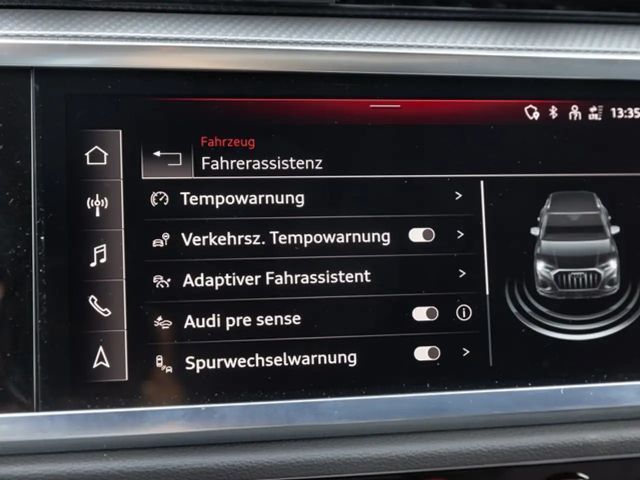 13:35
Fahrzeug
Fahrerassistenz
Tempowarnung
Verkehrsz. Tempowarnung
Adaptiver Fahrassistent
Audi pre sense
Spurwechselwarnung